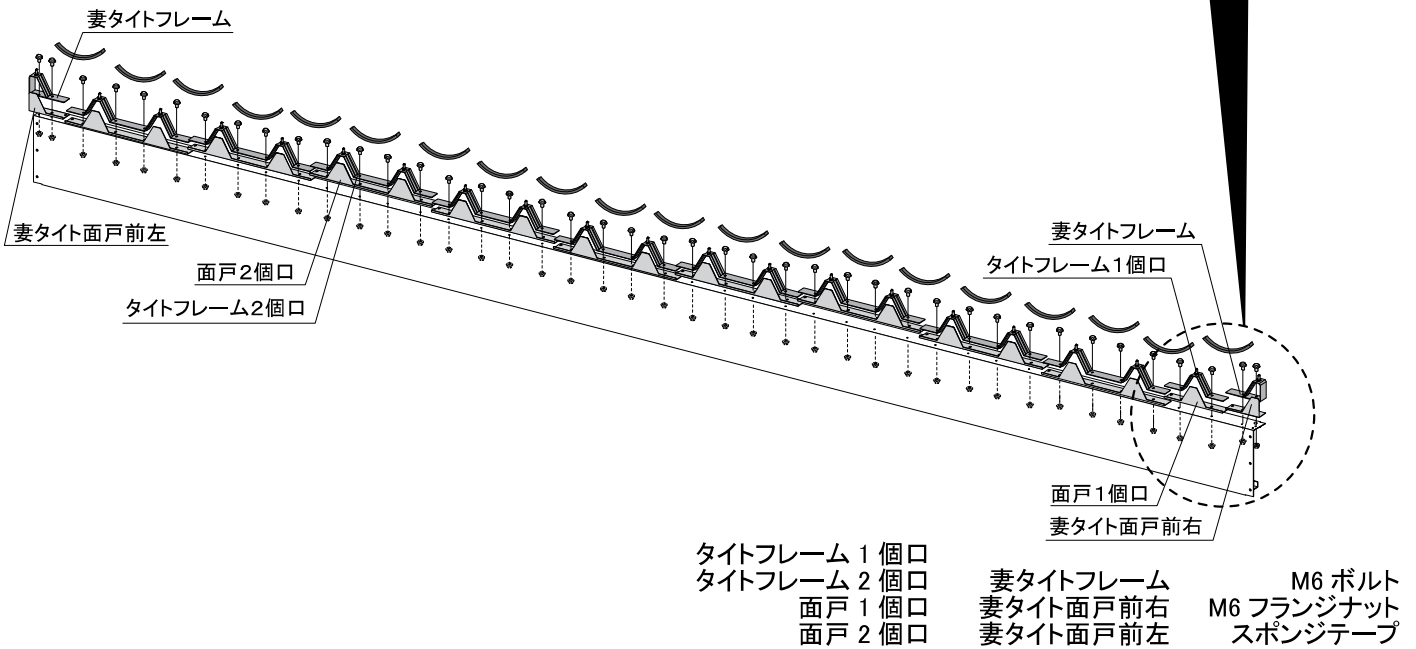 妻タイトフレーム
妻タイト面戸前左
面戸２個口
タイトフレーム２個口
妻タイトフレーム
タイトフレーム１個口
面戸１個口
妻タイト面戸前右
タイトフレーム 1 個口
タイトフレーム 2 個口
面戸 1 個口
面戸 2 個口
妻タイトフレーム
妻タイト面戸前右
妻タイト面戸前左
M6 ボルト
M6 フランジナット
スポンジテープ